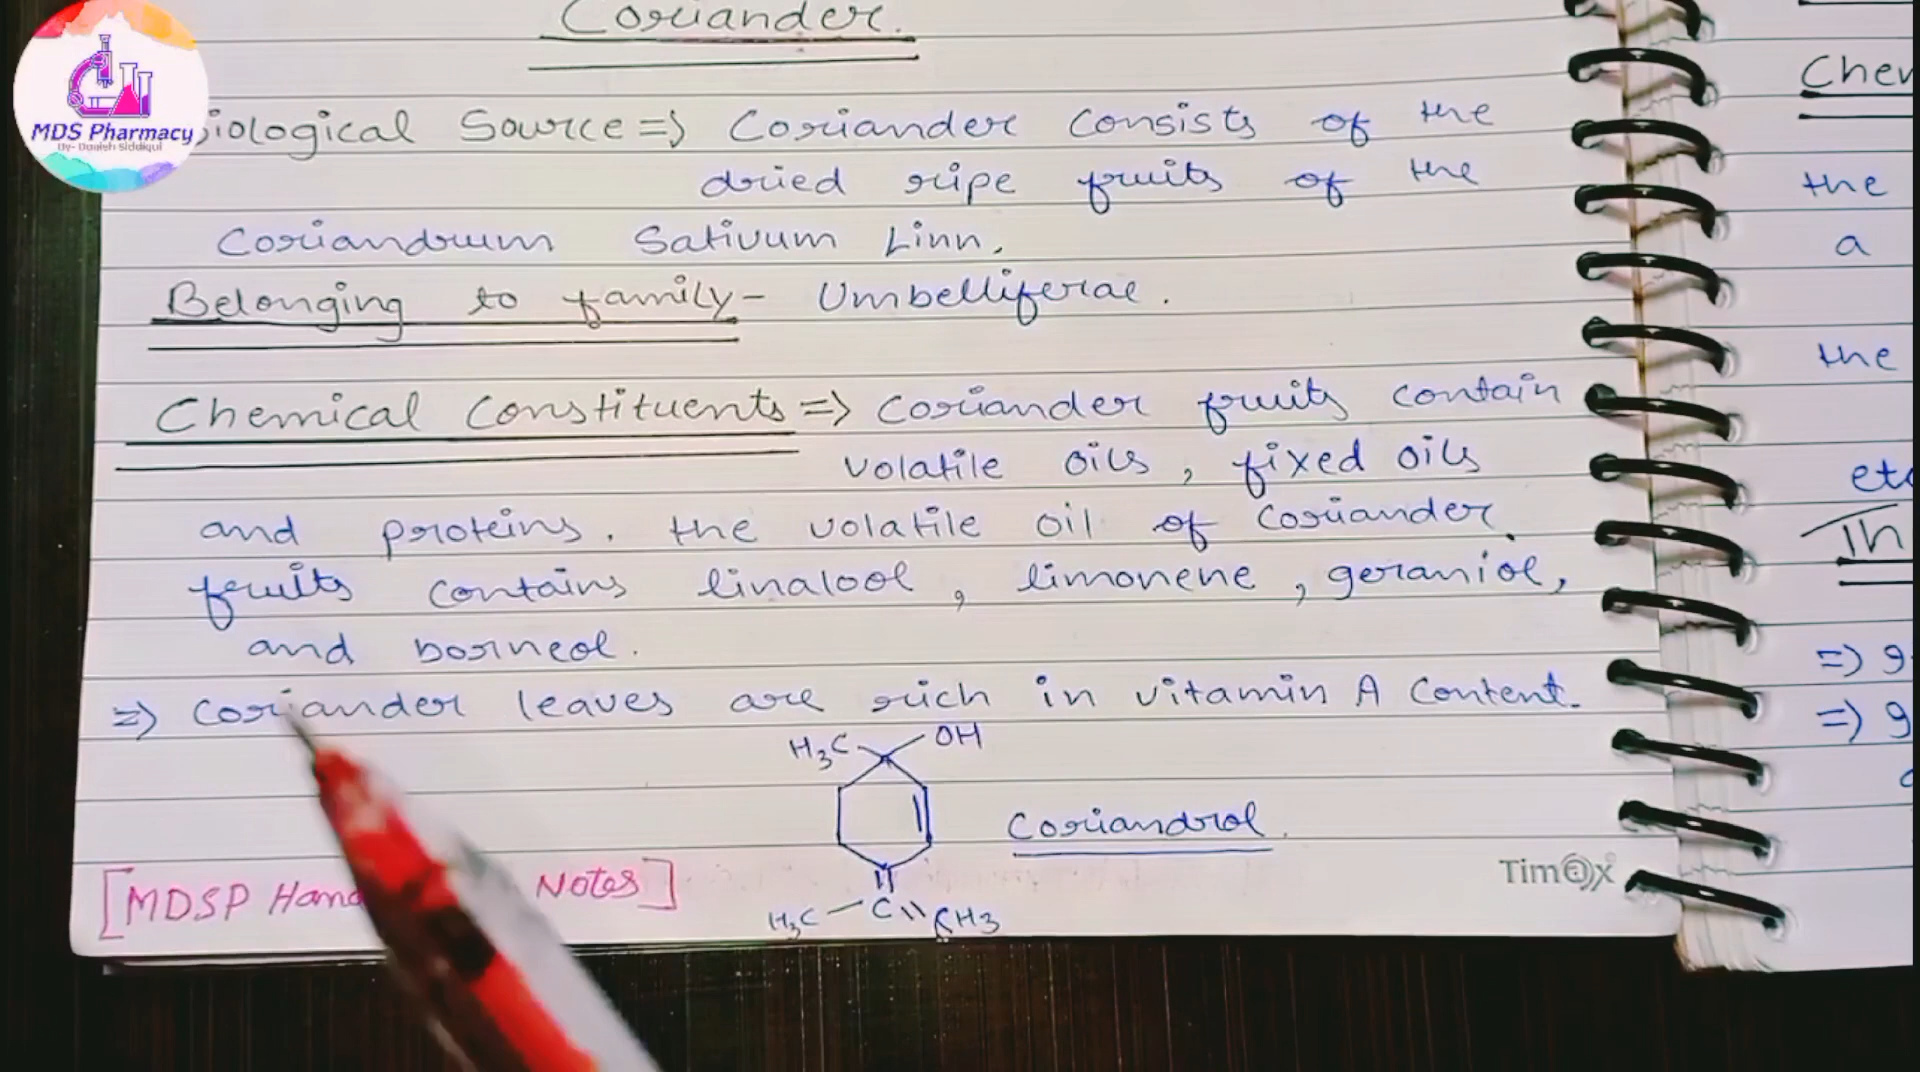 Coriander.
MDS Pharmacy
By- Danish Siddiqui
iological Source => Coriander Consists of the
dried ripe fruits of the
Coriandrum Sativum Linn.
Belonging to family- Umbelliferae.
Chemical Constituents => Coriander fruits contain
volatile oils, fixed oils
and proteins. the volatile oil of Coriander
fruits contains linalool, limonene, geraniol,
and borneol.
=> Coriander leaves are rich in vitamin A Content.
H3C OH
Coriandrol.
H3C C CH3
[MDSP Hand Notes]
Timex
Chem
the
a
the
etc
Th
=> g
=> g